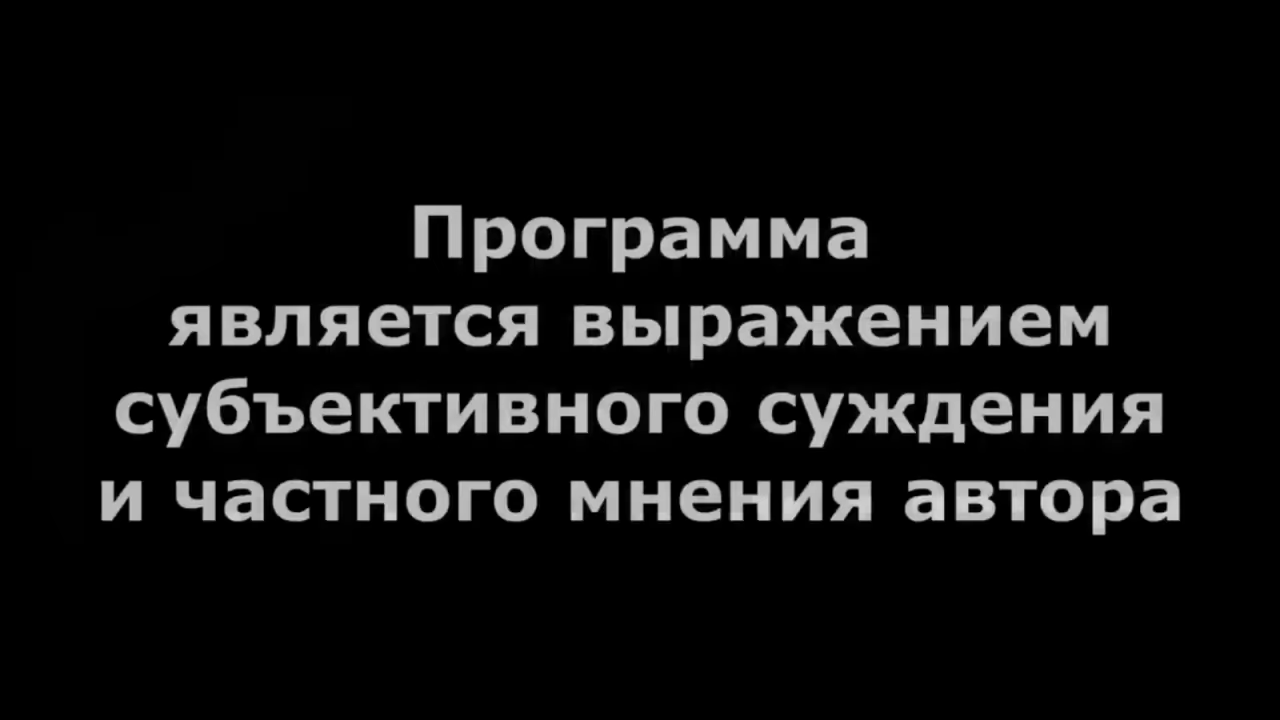 Программа
является выражением
субъективного суждения
и частного мнения автора